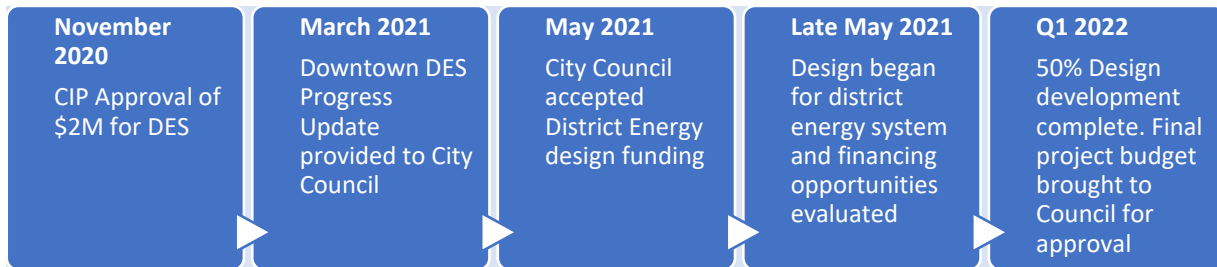 November
2020
CIP Approval of
$2M for DES
March 2021
Downtown DES
Progress
Update
provided to City
Council
May 2021
City Council
accepted
District Energy
design funding
Late May 2021
Design began
for district
energy system
and financing
opportunities
evaluated
Q1 2022
50% Design
development
complete. Final
project budget
brought to
Council for
approval